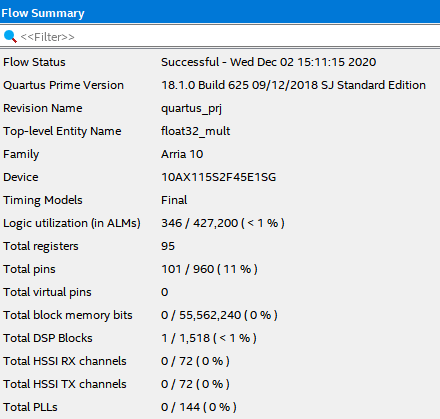 Flow Summary
<<Filter>>
Flow Status Successful - Wed Dec 02 15:11:15 2020
Quartus Prime Version 18.1.0 Build 625 09/12/2018 SJ Standard Edition
Revision Name quartus_prj
Top-level Entity Name float32_mult
Family Arria 10
Device 10AX115S2F45E1SG
Timing Models Final
Logic utilization (in ALMs) 346 / 427,200 ( < 1 % )
Total registers 95
Total pins 101 / 960 ( 11 % )
Total virtual pins 0
Total block memory bits 0 / 55,562,240 ( 0 % )
Total DSP Blocks 1 / 1,518 ( < 1 % )
Total HSSI RX channels 0 / 72 ( 0 % )
Total HSSI TX channels 0 / 72 ( 0 % )
Total PLLs 0 / 144 ( 0 % )